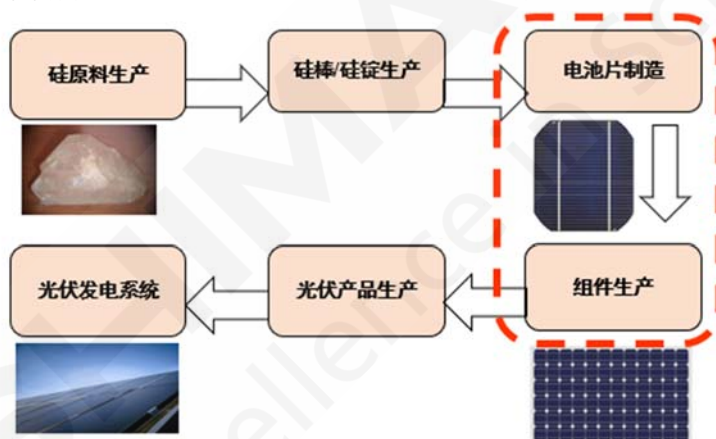 硅原料生产
硅棒/硅锭生产
电池片制造
组件生产
光伏产品生产
光伏发电系统